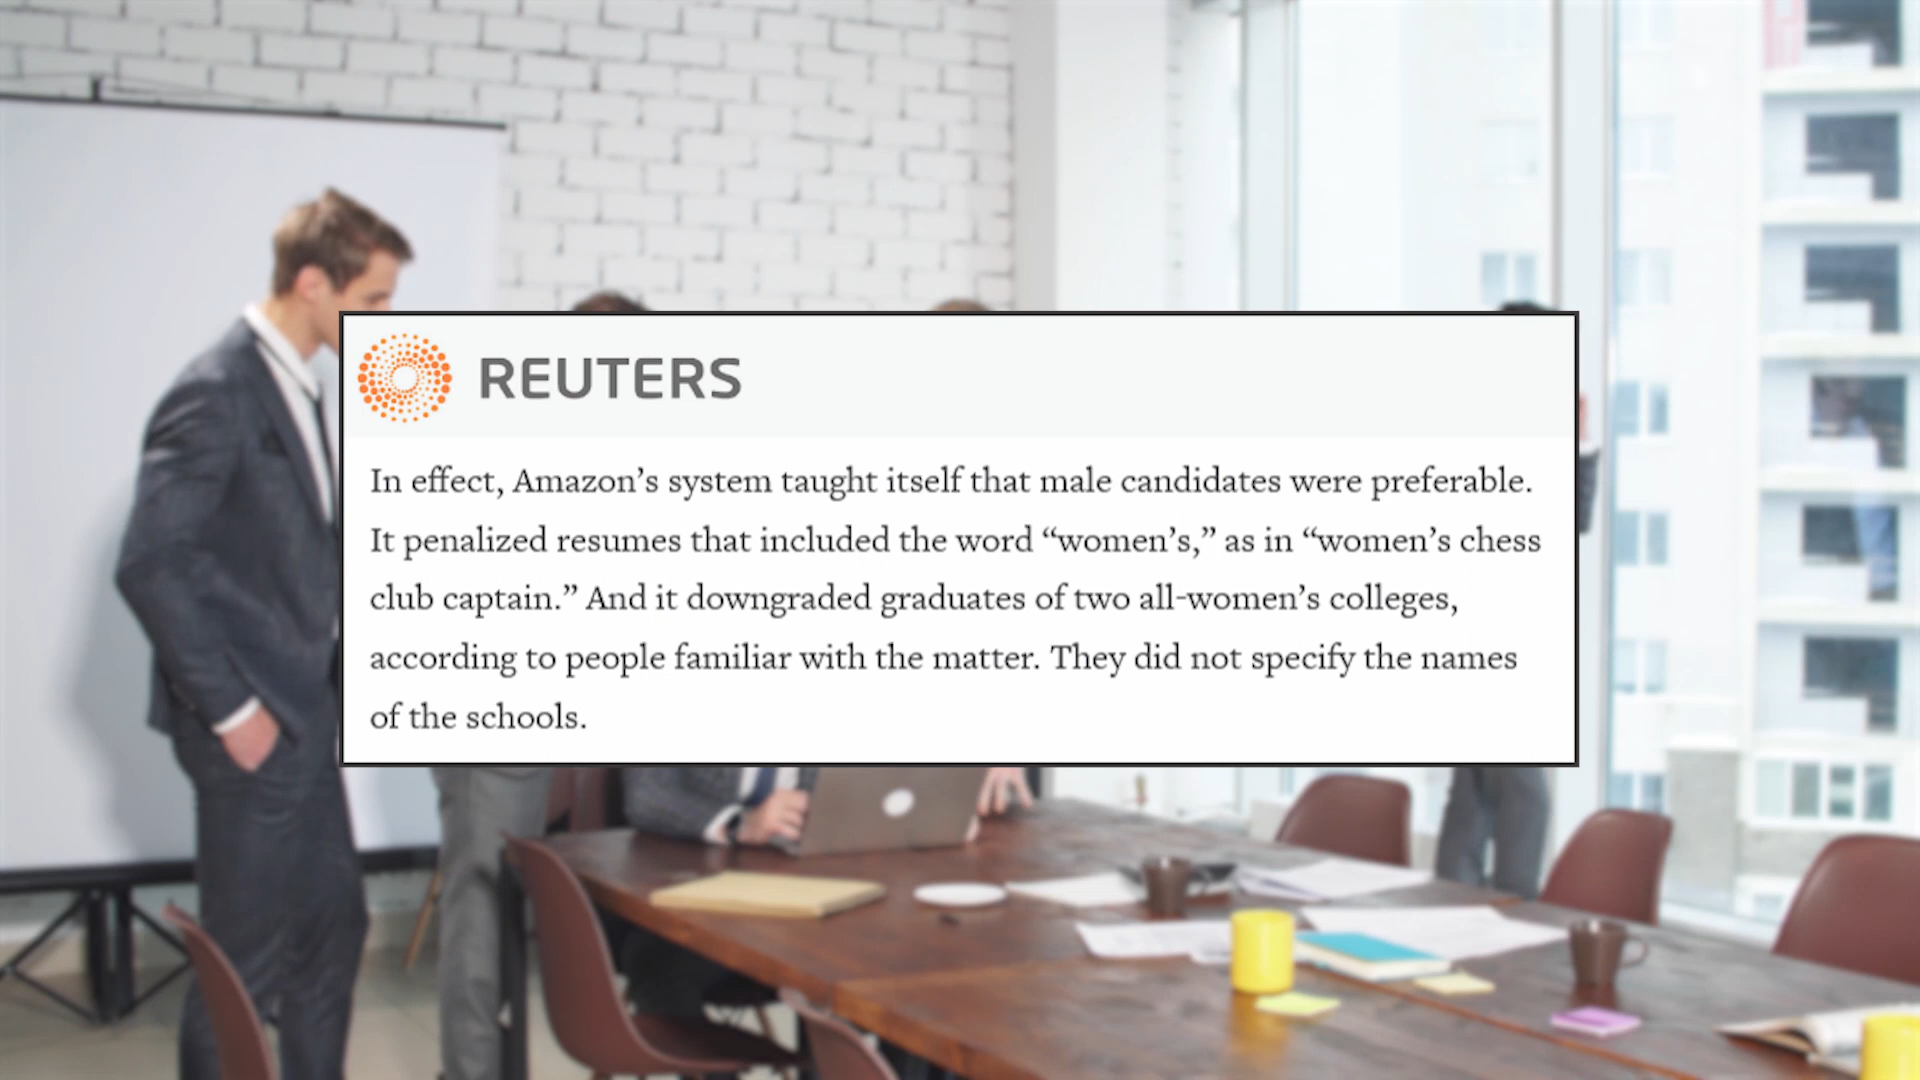 REUTERS
In effect, Amazon’s system taught itself that male candidates were preferable.
It penalized resumes that included the word “women’s,” as in “women’s chess
club captain.” And it downgraded graduates of two all-women’s colleges,
according to people familiar with the matter. They did not specify the names
of the schools.